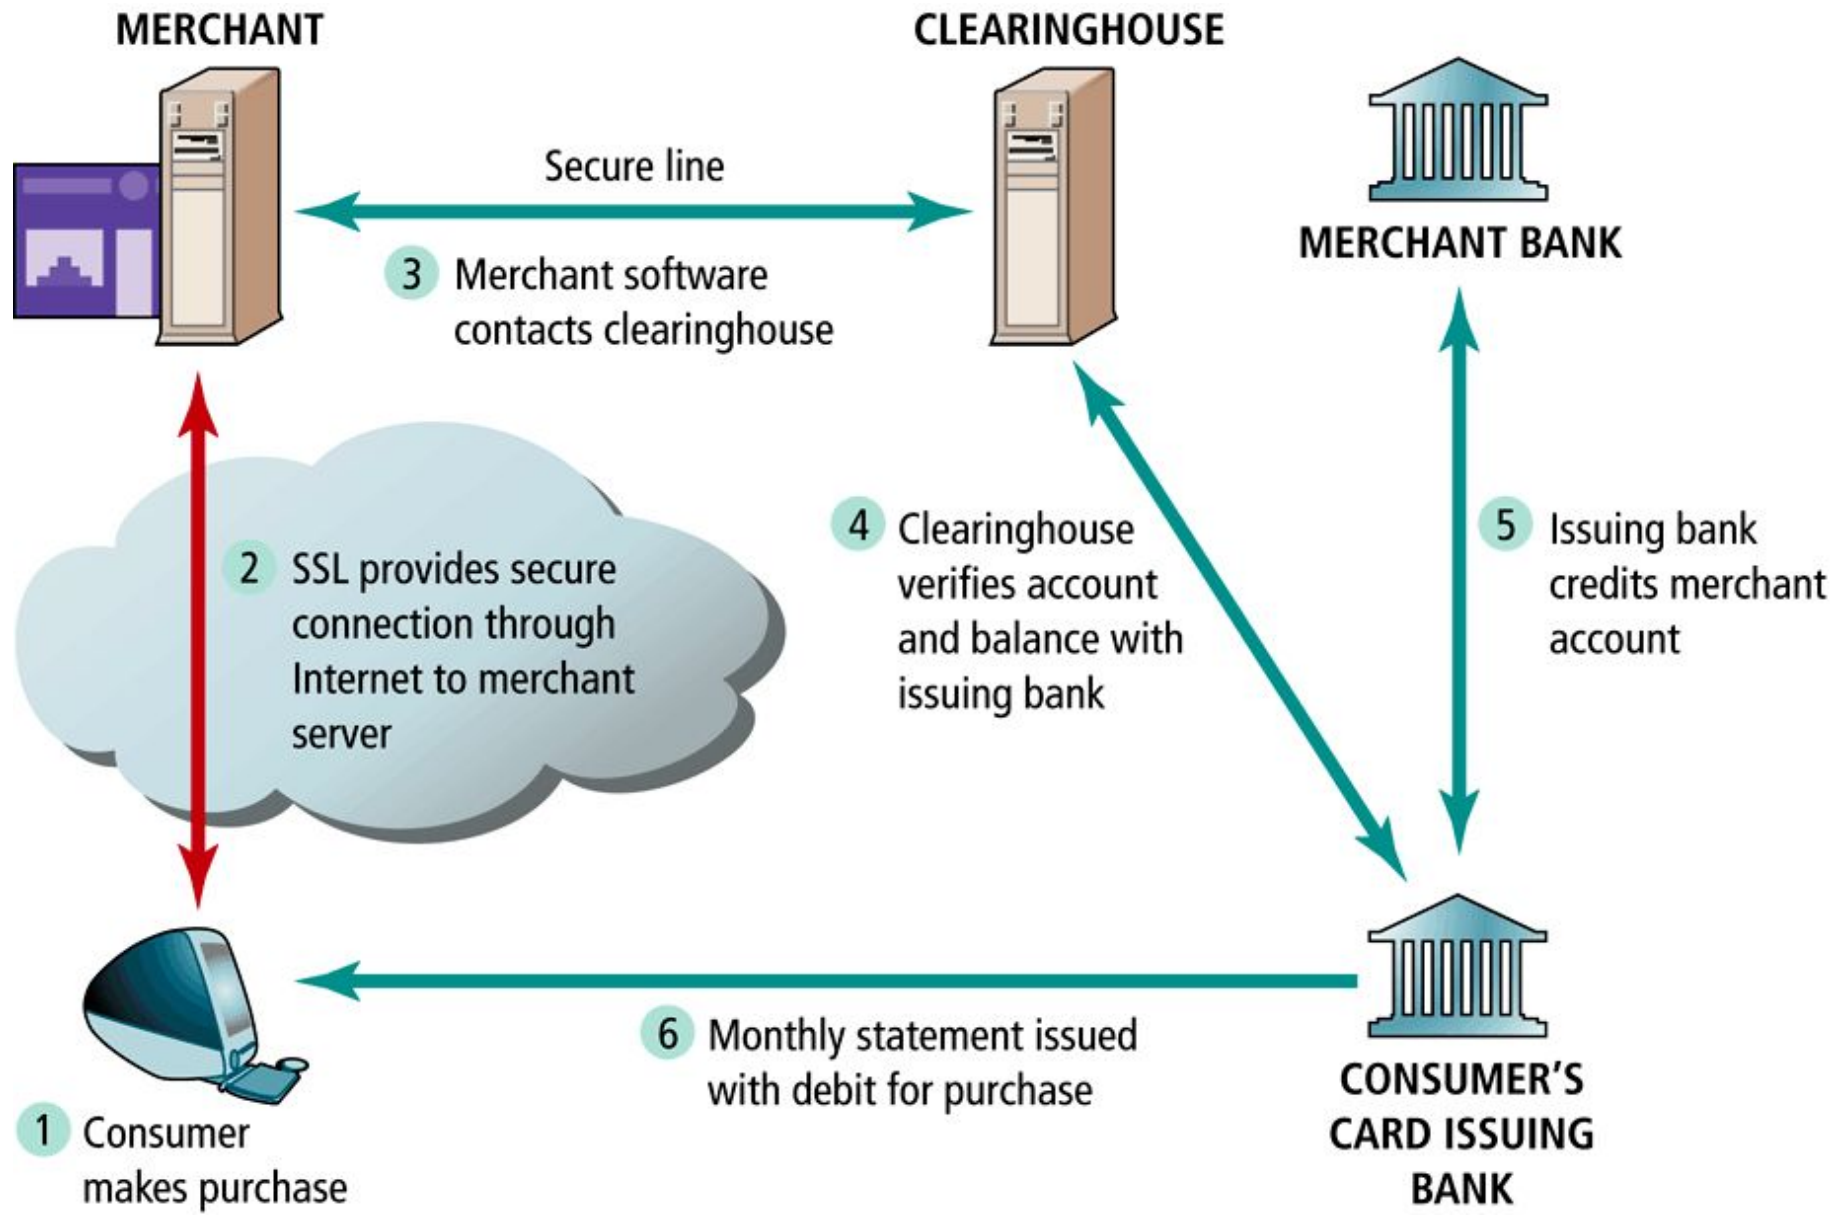 MERCHANT
CLEARINGHOUSE
Secure line
MERCHANT BANK
3 Merchant software
contacts clearinghouse
2 SSL provides secure
connection through
Internet to merchant
server
4 Clearinghouse
verifies account
and balance with
issuing bank
5 Issuing bank
credits merchant
account
6 Monthly statement issued
with debit for purchase
1 Consumer
makes purchase
CONSUMER’S
CARD ISSUING
BANK